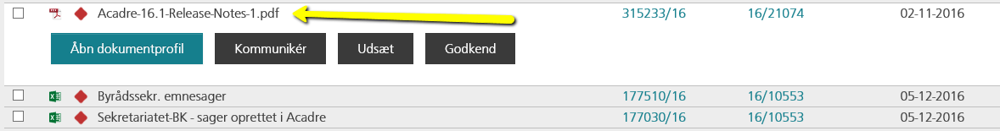 Acadre-16.1-Release-Notes-1.pdf 315233/16 16/21074 02-11-2016
Åbn dokumentprofil Kommunikér Udsæt Godkend
Byrådssekr. emnesager 177510/16 16/10553 05-12-2016
Sekretariatet-BK - sager oprettet i Acadre 177030/16 16/10553 05-12-2016